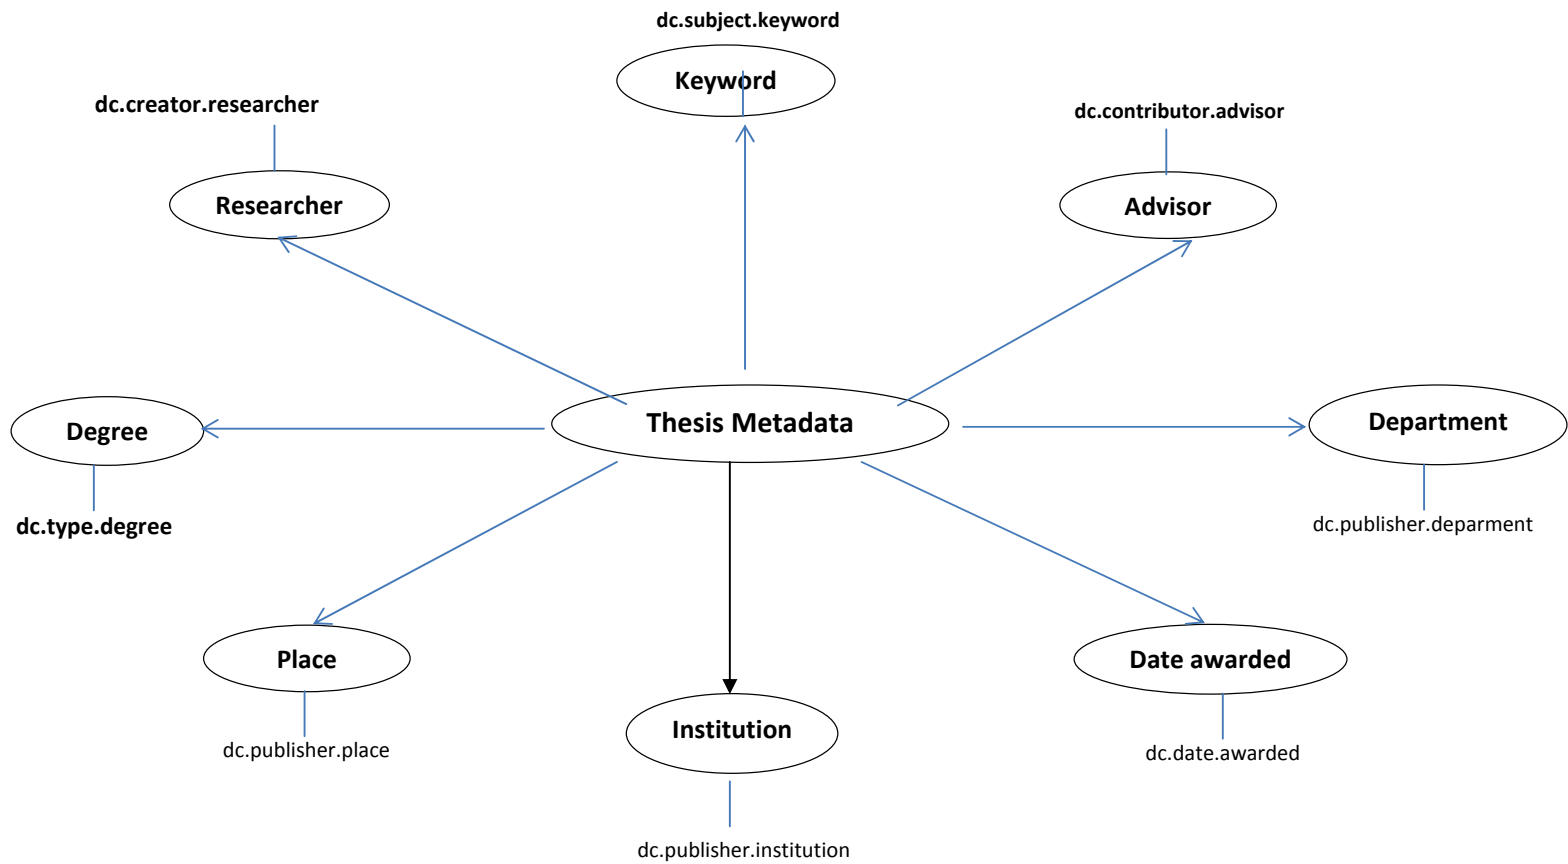 dc.subject.keyword
Keyword
dc.creator.researcher
dc.contributor.advisor
Researcher
Advisor
Degree
Thesis Metadata
Department
dc.type.degree
dc.publisher.deparment
Place
Institution
Date awarded
dc.publisher.place
dc.date.awarded
dc.publisher.institution